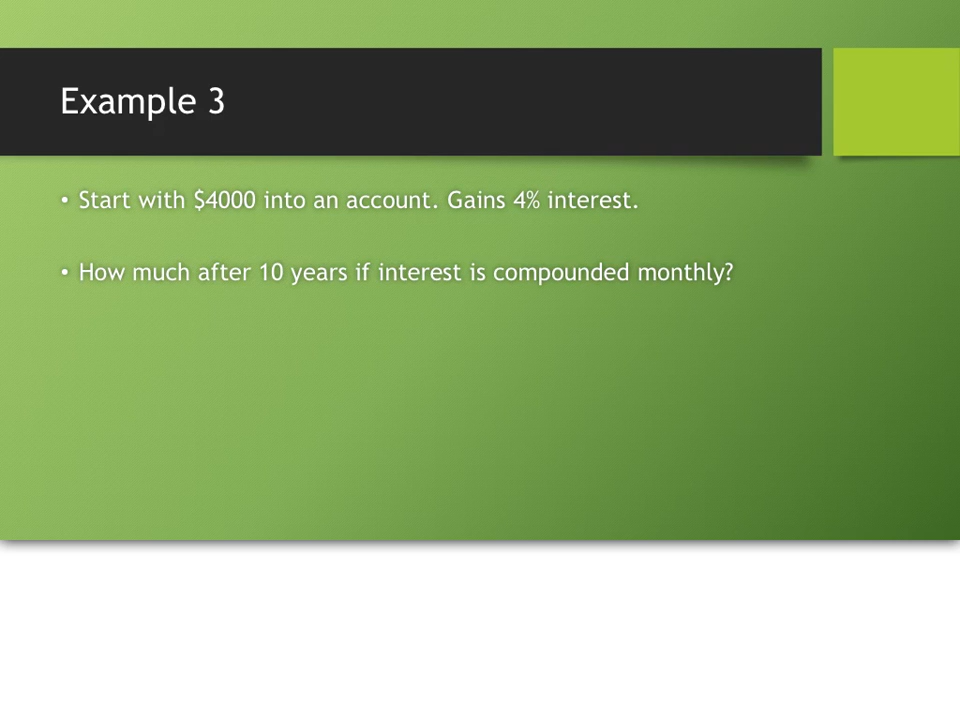 Example 3
• Start with $4000 into an account. Gains 4% interest.
• How much after 10 years if interest is compounded monthly?